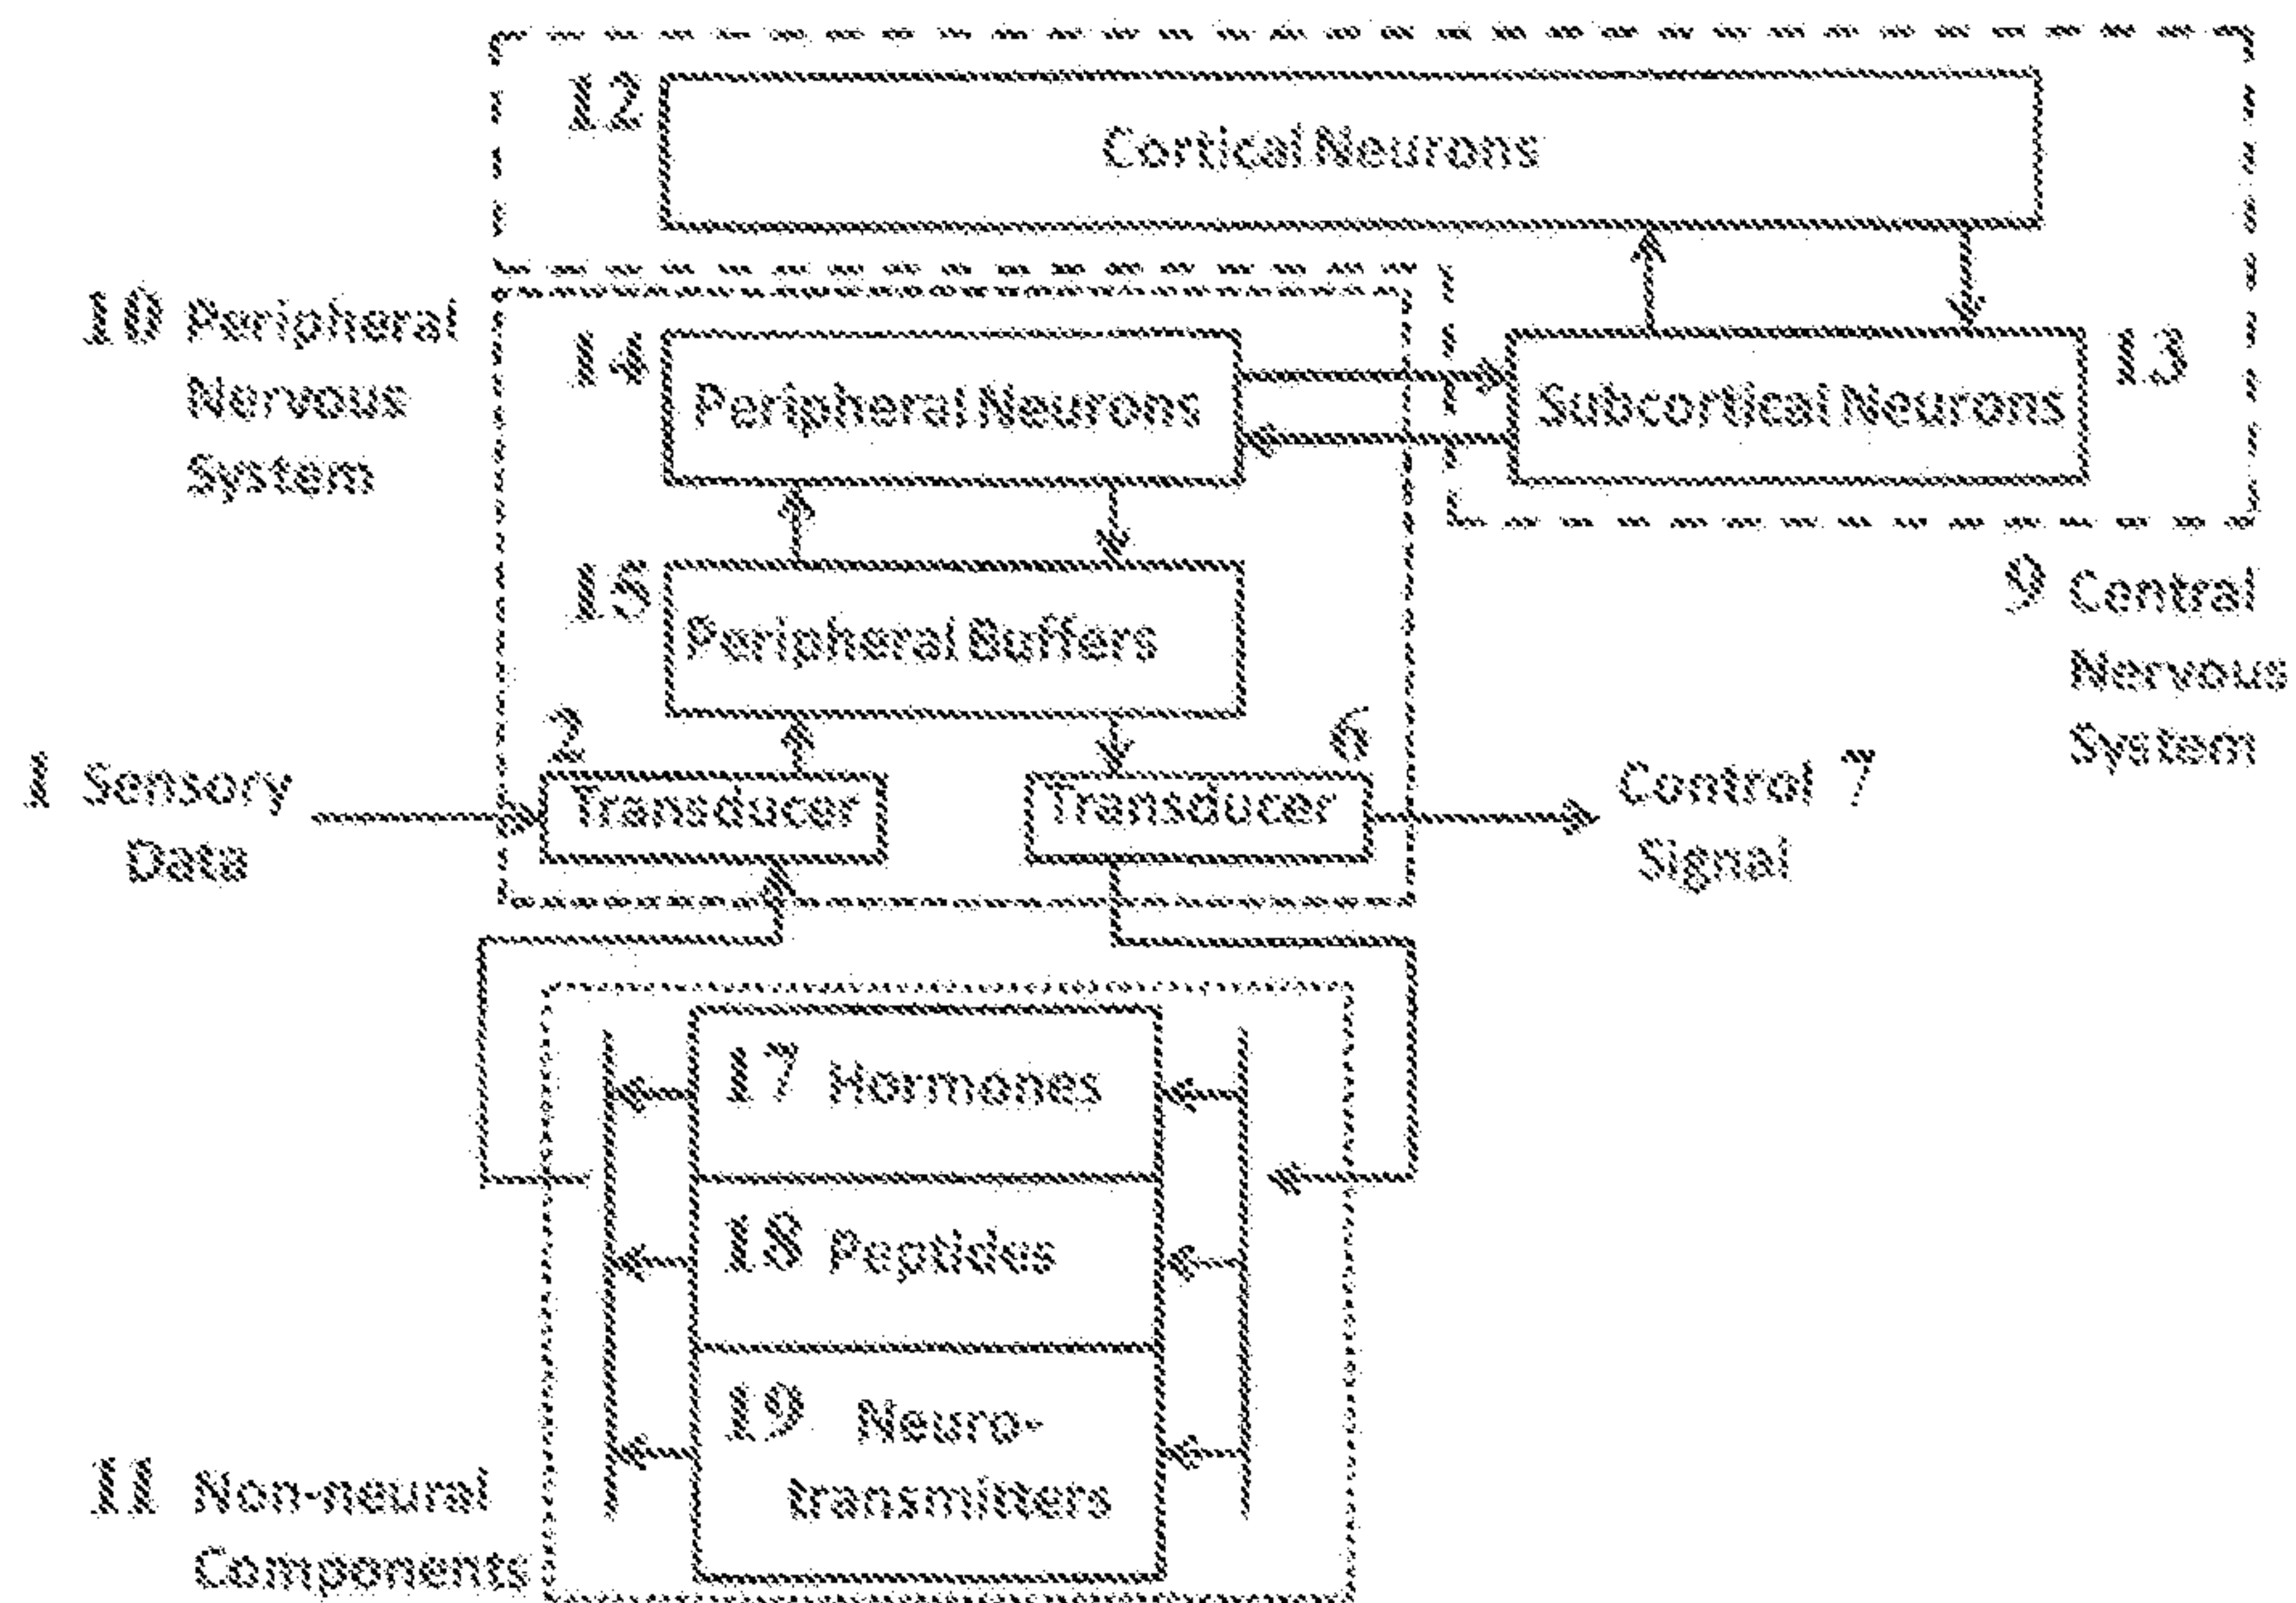 12
Cortical Neurons
10 Peripheral
Nervous
System
14
Peripheral Neurons
Subcortical Neurons
13
15
Peripheral Buffers
9 Central
Nervous
System
1 Sensory
Data
2
Transducer
6
Transducer
Control 7
Signal
17 Hormones
18 Peptides
19 Neuro-
transmitters
11 Non-neural
Components